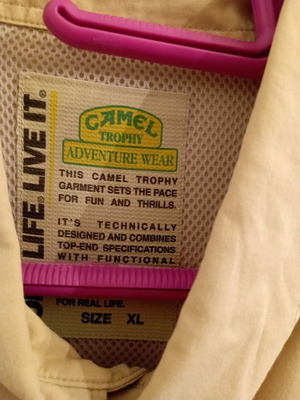 CAMEL
TROPHY
ADVENTURE WEAR
THIS CAMEL TROPHY
GARMENT SETS THE PACE
FOR FUN AND THRILLS.
IT'S TECHNICALLY
DESIGNED AND COMBINES
TOP-END SPECIFICATIONS
WITH FUNCTIONAL
FOR REAL LIFE.
SIZE XL
LIFE. LIVE IT.®